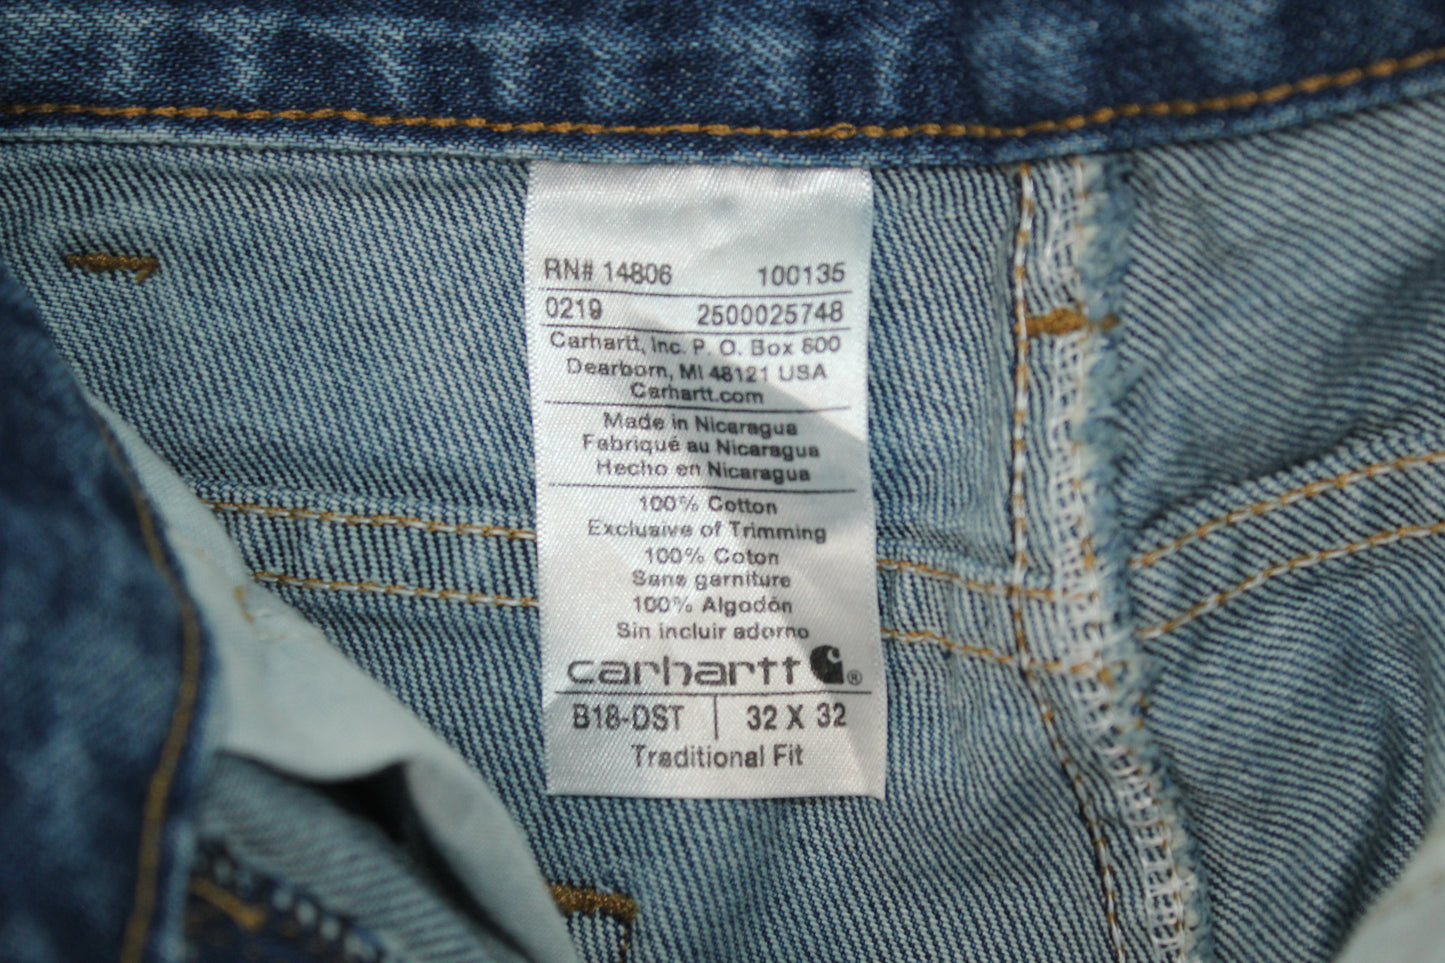 RN# 14806 100135
0219 2500025748
Carhartt, Inc. P. O. Box 600
Dearborn, MI 48121 USA
Carhartt.com
Made in Nicaragua
Fabriqué au Nicaragua
Hecho en Nicaragua
100% Cotton
Exclusive of Trimming
100% Coton
Sans garniture
100% Algodón
Sin incluir adorno
carhartt ®
B18-DST | 32 X 32
Traditional Fit